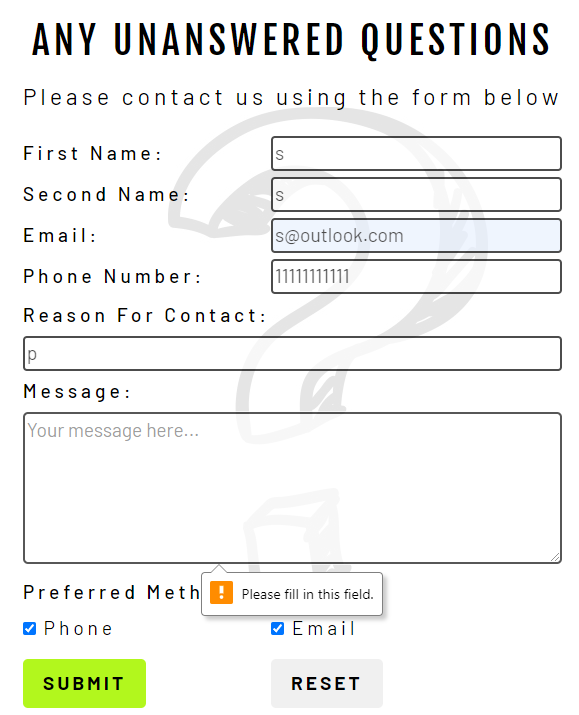 ANY UNANSWERED QUESTIONS
Please contact us using the form below
First Name: s
Second Name: s
Email: s@outlook.com
Phone Number: 11111111111
Reason For Contact:
p
Message:
Your message here...
Preferred Meth
! Please fill in this field.
Phone Email
SUBMIT RESET